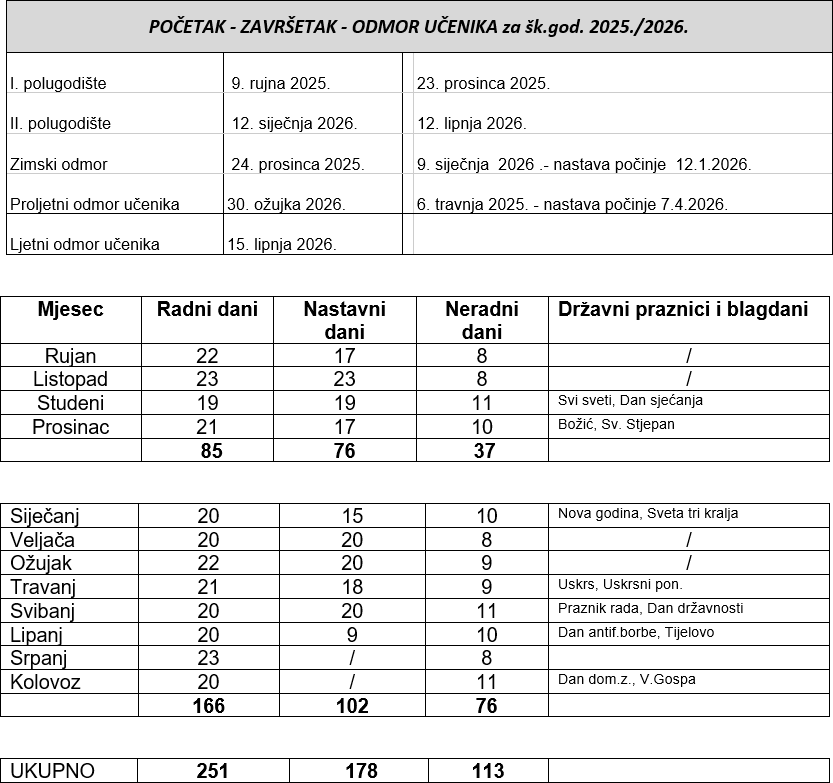 POČETAK - ZAVRŠETAK - ODMOR UČENIKA za šk.god. 2025./2026.
I. polugodište 9. rujna 2025. 23. prosinca 2025.
II. polugodište 12. siječnja 2026. 12. lipnja 2026.
Zimski odmor 24. prosinca 2025. 9. siječnja 2026 .- nastava počinje 12.1.2026.
Proljetni odmor učenika 30. ožujka 2026. 6. travnja 2025. - nastava počinje 7.4.2026.
Ljetni odmor učenika 15. lipnja 2026.
Mjesec Radni dani Nastavni dani Neradni dani Državni praznici i blagdani
Rujan 22 17 8 /
Listopad 23 23 8 /
Studeni 19 19 11 Svi sveti, Dan sjećanja
Prosinac 21 17 10 Božić, Sv. Stjepan
85 76 37
Siječanj 20 15 10 Nova godina, Sveta tri kralja
Veljača 20 20 8 /
Ožujak 22 20 9 /
Travanj 21 18 9 Uskrs, Uskrsni pon.
Svibanj 20 20 11 Praznik rada, Dan državnosti
Lipanj 20 9 10 Dan antif.borbe, Tijelovo
Srpanj 23 / 8
Kolovoz 20 / 11 Dan dom.z., V.Gospa
166 102 76
UKUPNO 251 178 113